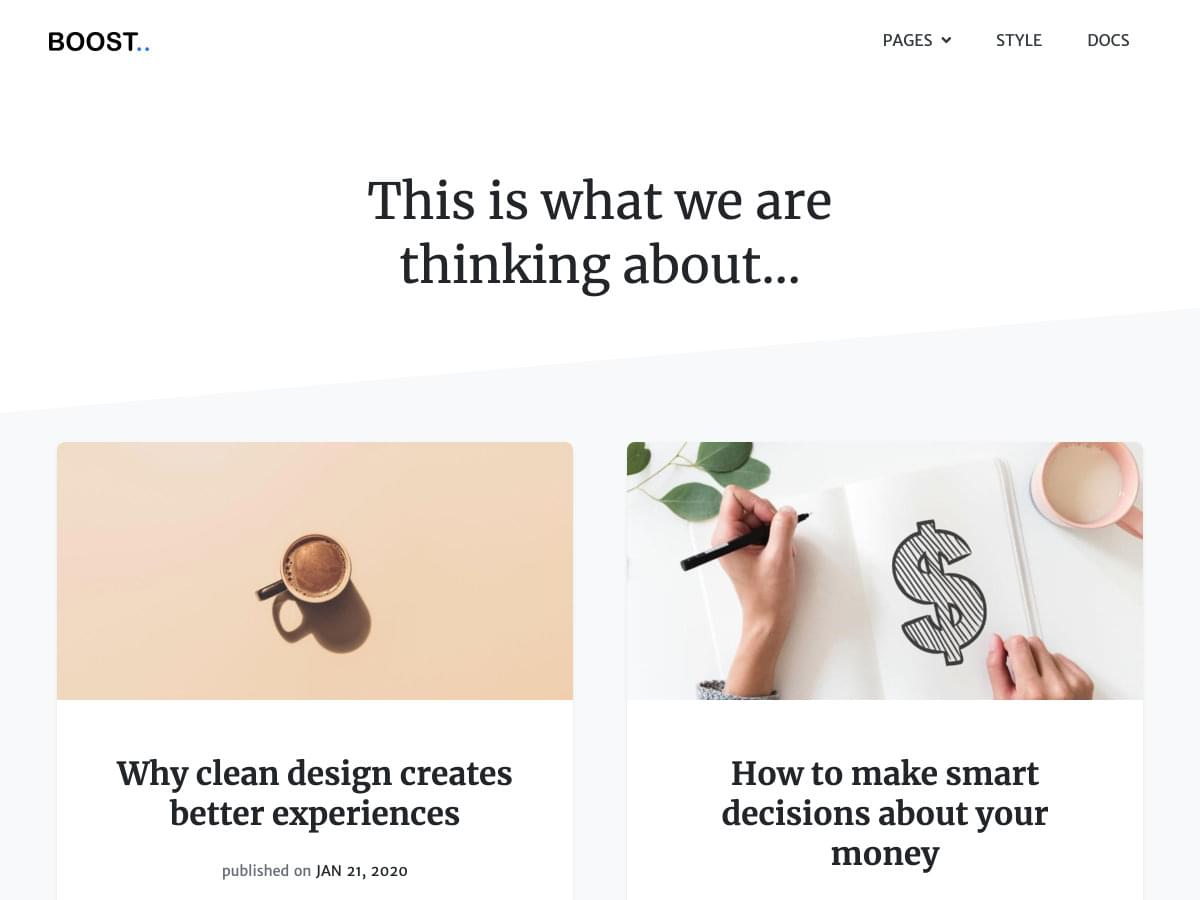 BOOST..
PAGES
STYLE
DOCS
This is what we are
thinking about...
$
Why clean design creates
better experiences
published on JAN 21, 2020
How to make smart
decisions about your
money